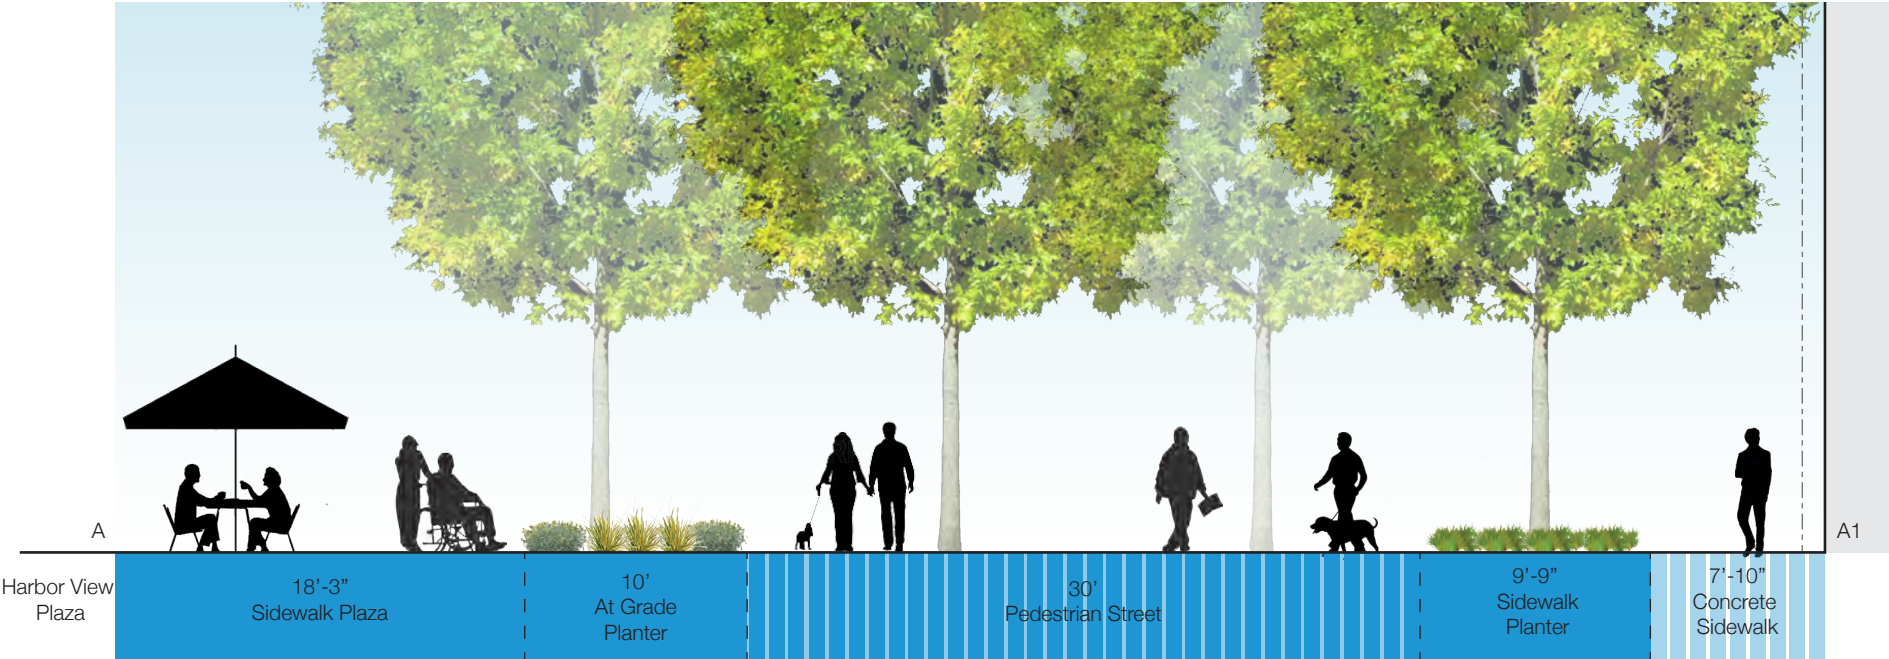 A
A1
Harbor View
Plaza
18’-3”
Sidewalk Plaza
10’
At Grade
Planter
30’
Pedestrian Street
9’-9”
Sidewalk
Planter
7’-10”
Concrete
Sidewalk